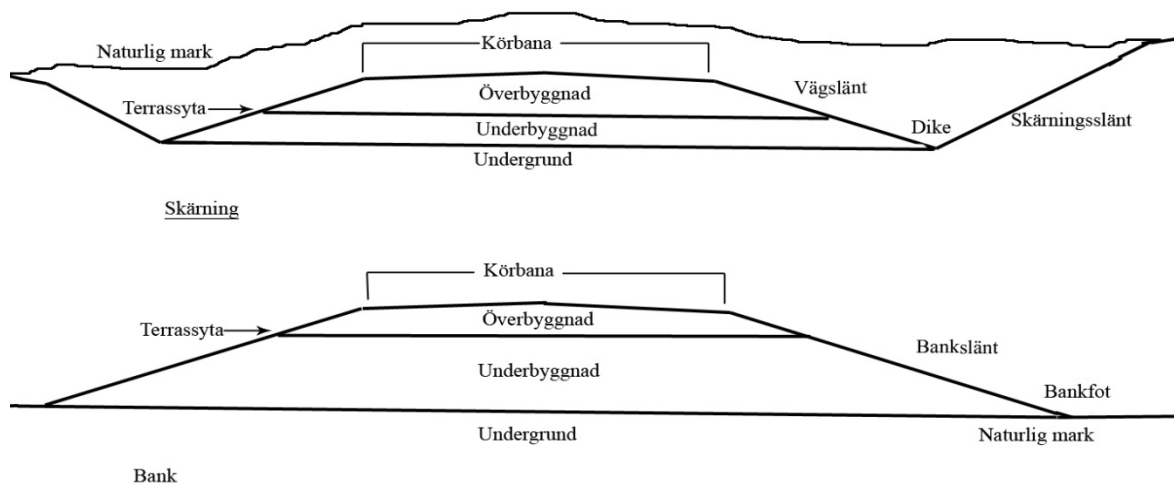 Naturlig mark
Körbana
Överbyggnad
Vägslänt
Terrassyta
Underbyggnad
Dike
Skärningsslänt
Undergrund
Skärning
Körbana
Överbyggnad
Terrassyta
Bankslänt
Underbyggnad
Bankfot
Undergrund
Naturlig mark
Bank